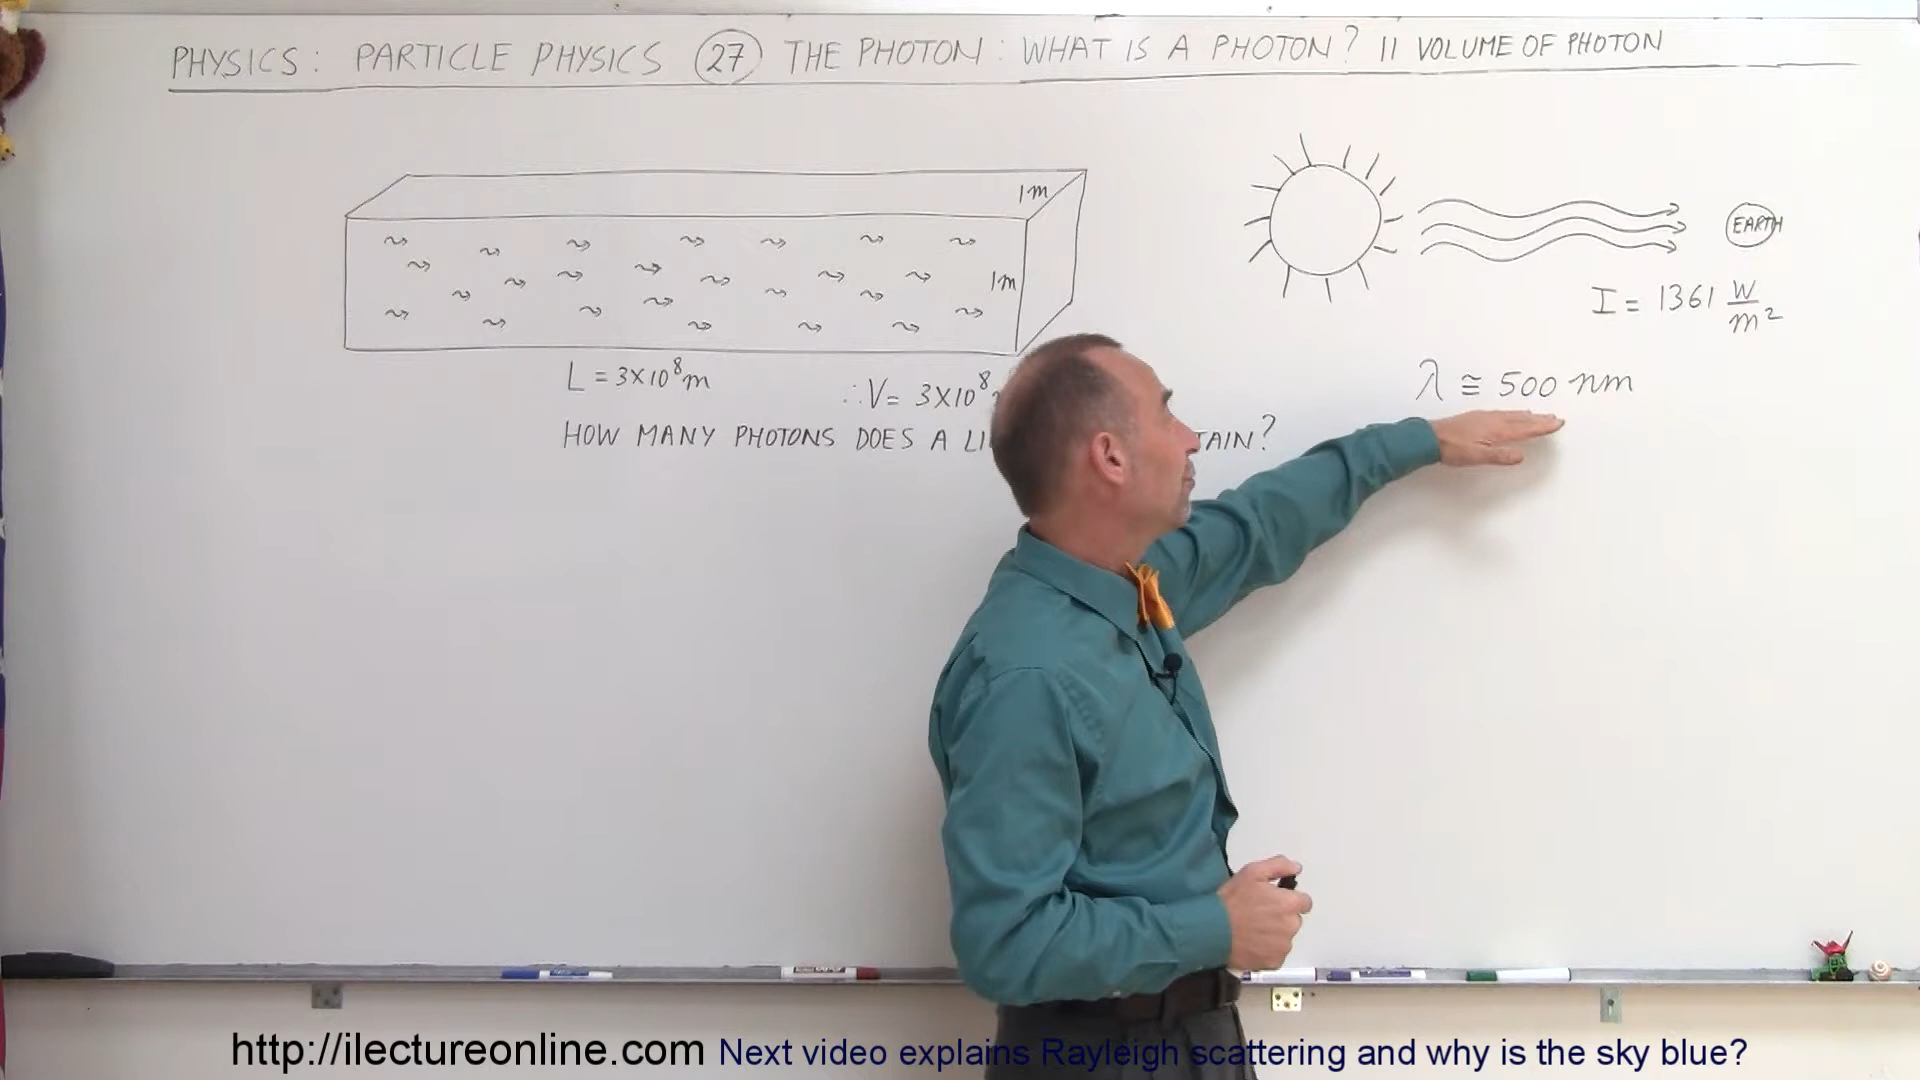 PHYSICS: PARTICLE PHYSICS 27 THE PHOTON: WHAT IS A PHOTON? 11 VOLUME OF PHOTON
1m
1m
L = 3X10⁸m
∴V= 3X10⁸
HOW MANY PHOTONS DOES A
EARTH
I = 1361 W/m²
λ ≅ 500 nm
http://ilectureonline.com Next video explains Rayleigh scattering and why is the sky blue?